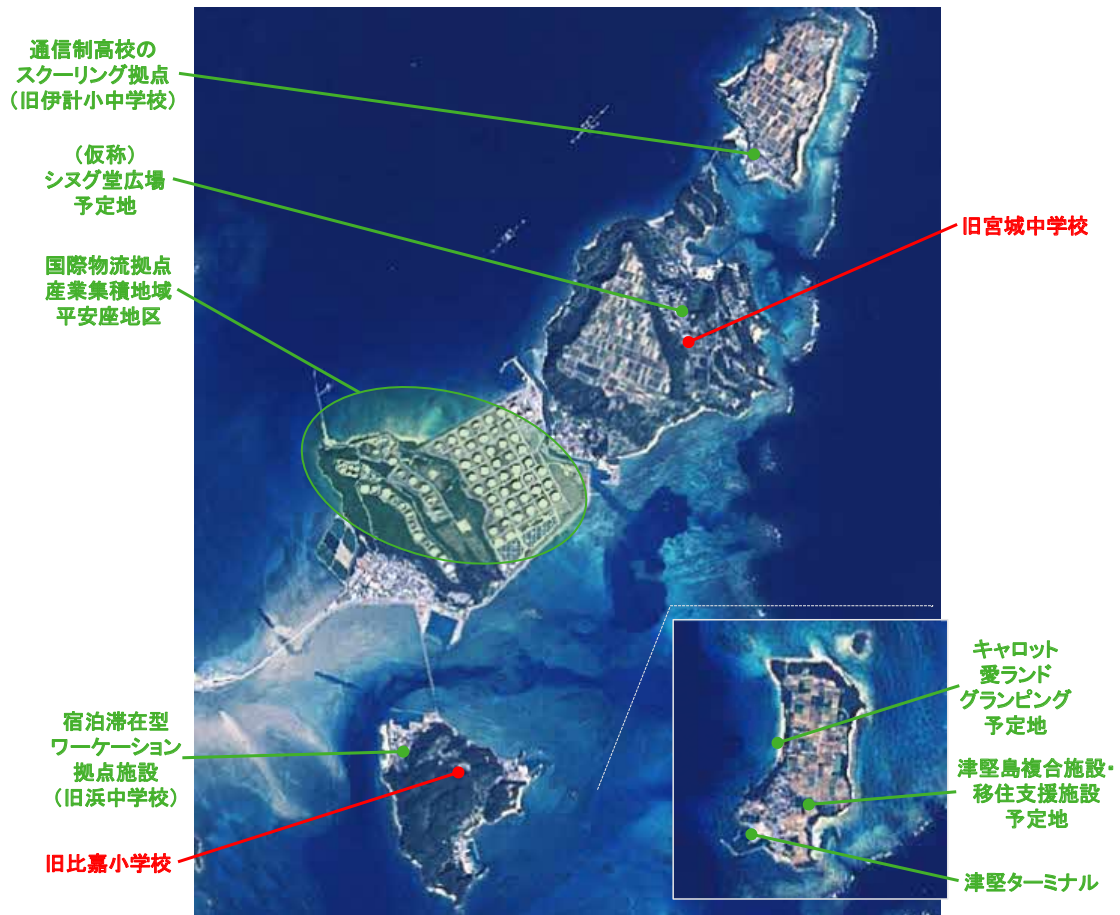 通信制高校の
スクーリング拠点
（旧伊計小中学校）
（仮称）
シヌグ堂広場
予定地
国際物流拠点
産業集積地域
平安座地区
旧宮城中学校
宿泊滞在型
ワーケーション
拠点施設
（旧浜中学校）
旧比嘉小学校
キャロット
愛ランド
グランピング
予定地
津堅島複合施設・
移住支援施設
予定地
津堅ターミナル